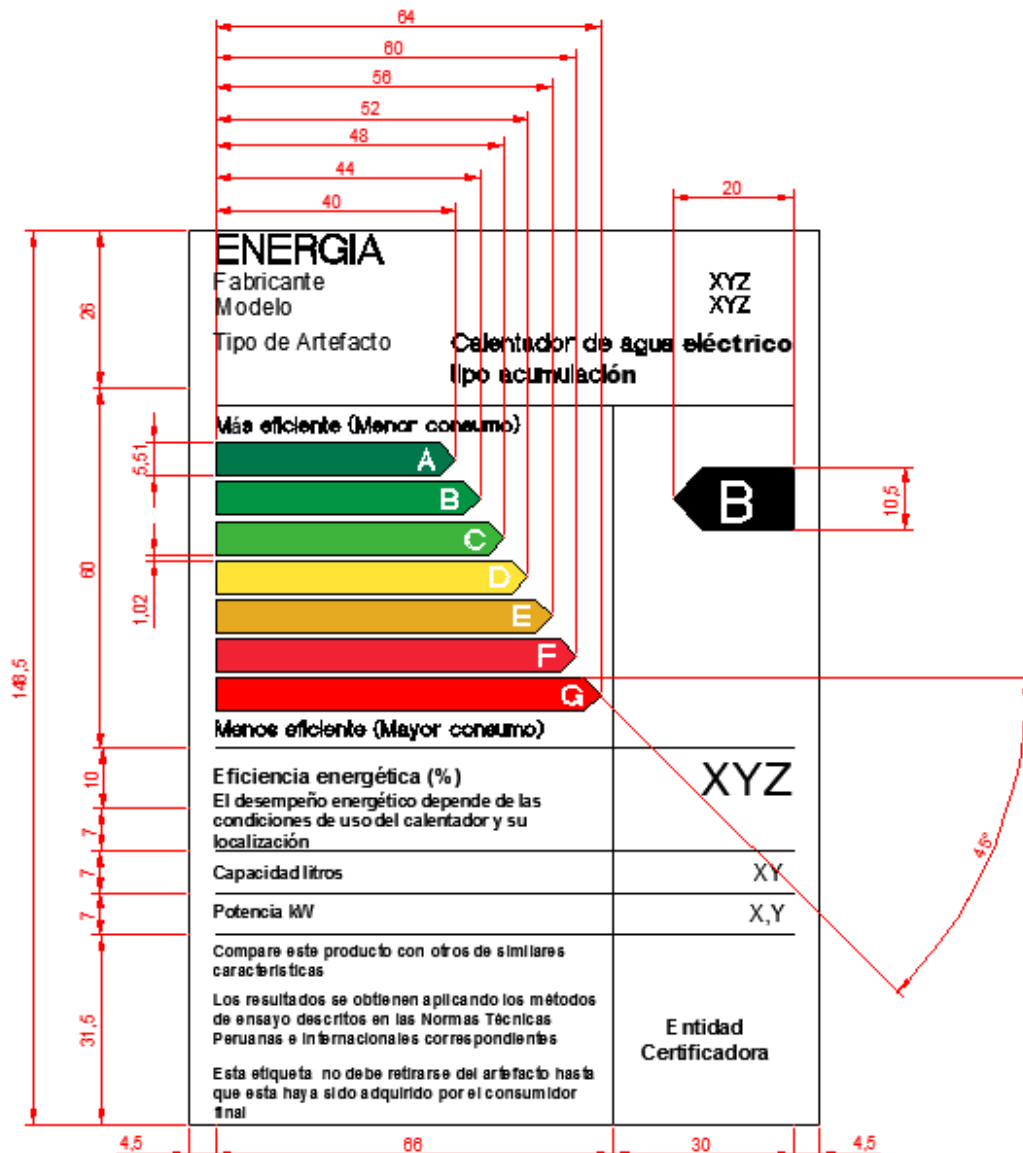 64
60
56
52
48
44
40
20
ENERGIA
Fabricante XYZ
Modelo XYZ
Tipo de Artefacto Calentador de agua eléctrico
tipo acumulación
26
Más eficiente (Menor consumo)
5,51
A
B
C
D
E
F
G
B
10,5
1,02
60
148,5
Menos eficiente (Mayor consumo)
10
Eficiencia energética (%) XYZ
El desempeño energético depende de las
condiciones de uso del calentador y su
localización
7
45°
7
Capacidad litros XY
7
Potencia kW X,Y
Compare este producto con otros de similares
características
Los resultados se obtienen aplicando los métodos
de ensayo descritos en las Normas Técnicas
Peruanas e Internacionales correspondientes
Esta etiqueta no debe retirarse del artefacto hasta
que esta haya sido adquirido por el consumidor
final
31,5
Entidad
Certificadora
4,5 66 30 4,5